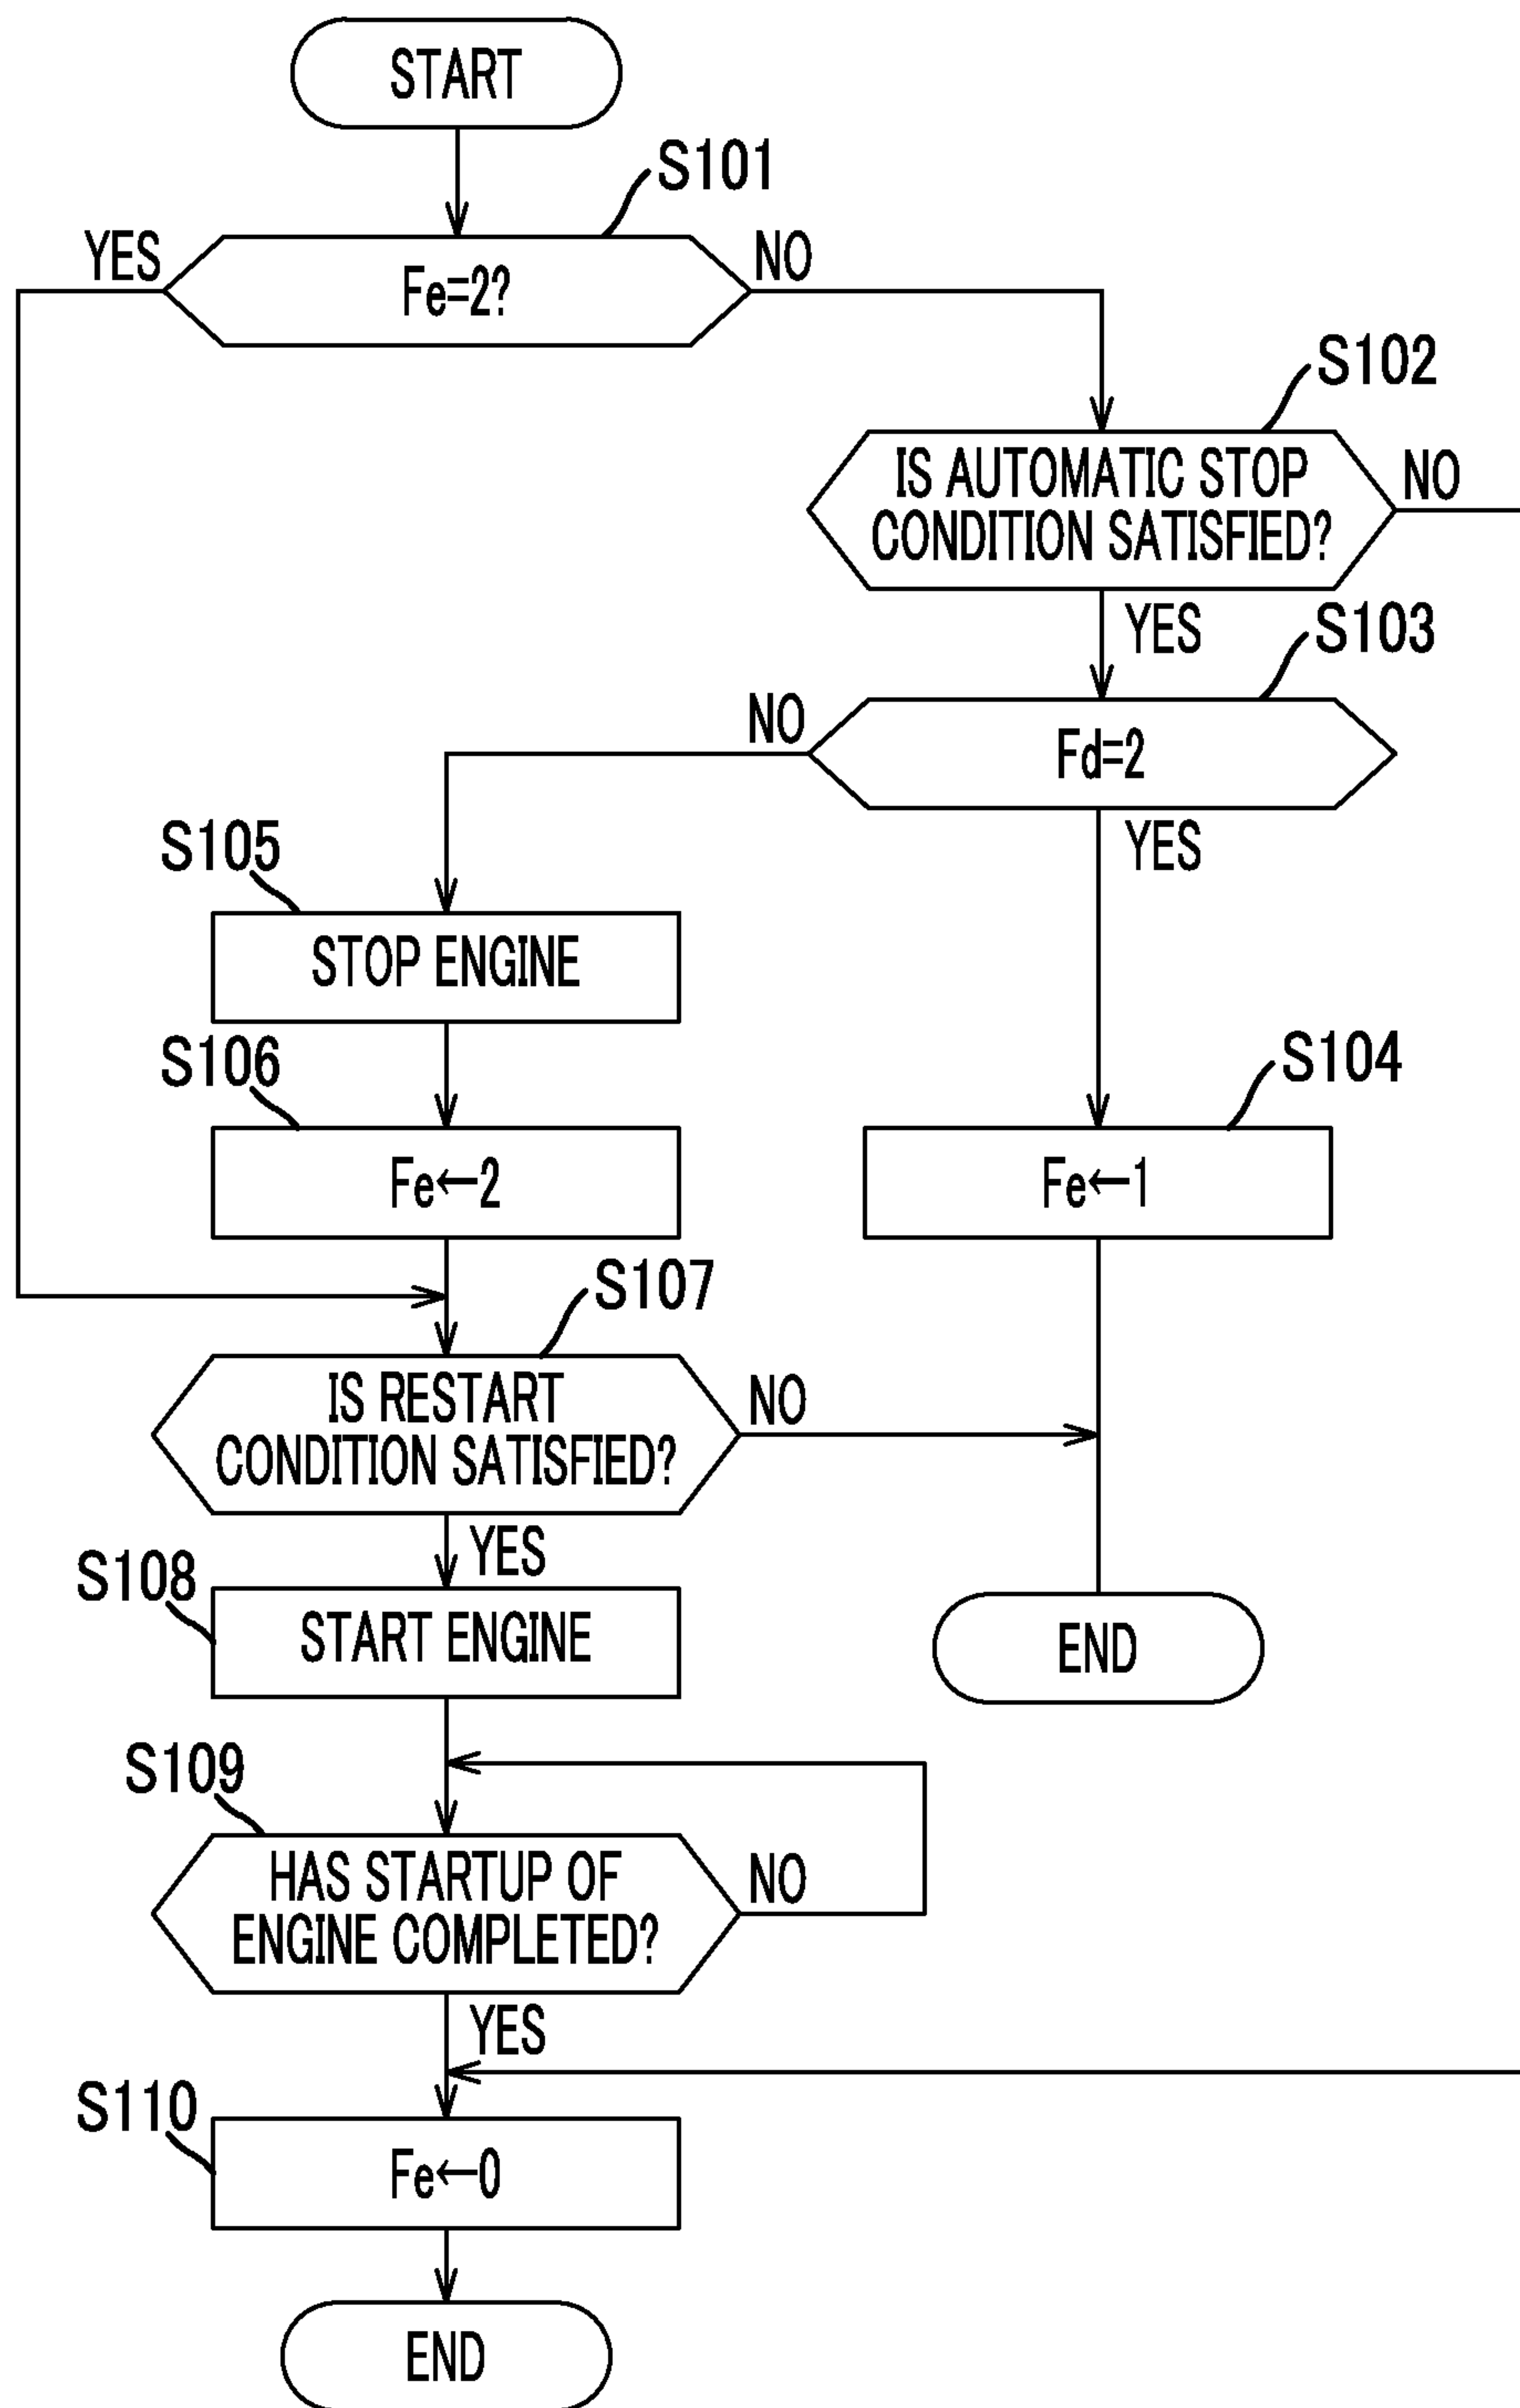 START
S101
YES
Fe=2?
NO
S102
IS AUTOMATIC STOP
CONDITION SATISFIED?
NO
YES
S103
NO
Fd=2
YES
S105
STOP ENGINE
S106
S104
Fe←2
Fe←1
S107
IS RESTART
CONDITION SATISFIED?
NO
YES
S108
START ENGINE
END
S109
HAS STARTUP OF
ENGINE COMPLETED?
NO
YES
S110
Fe←0
END